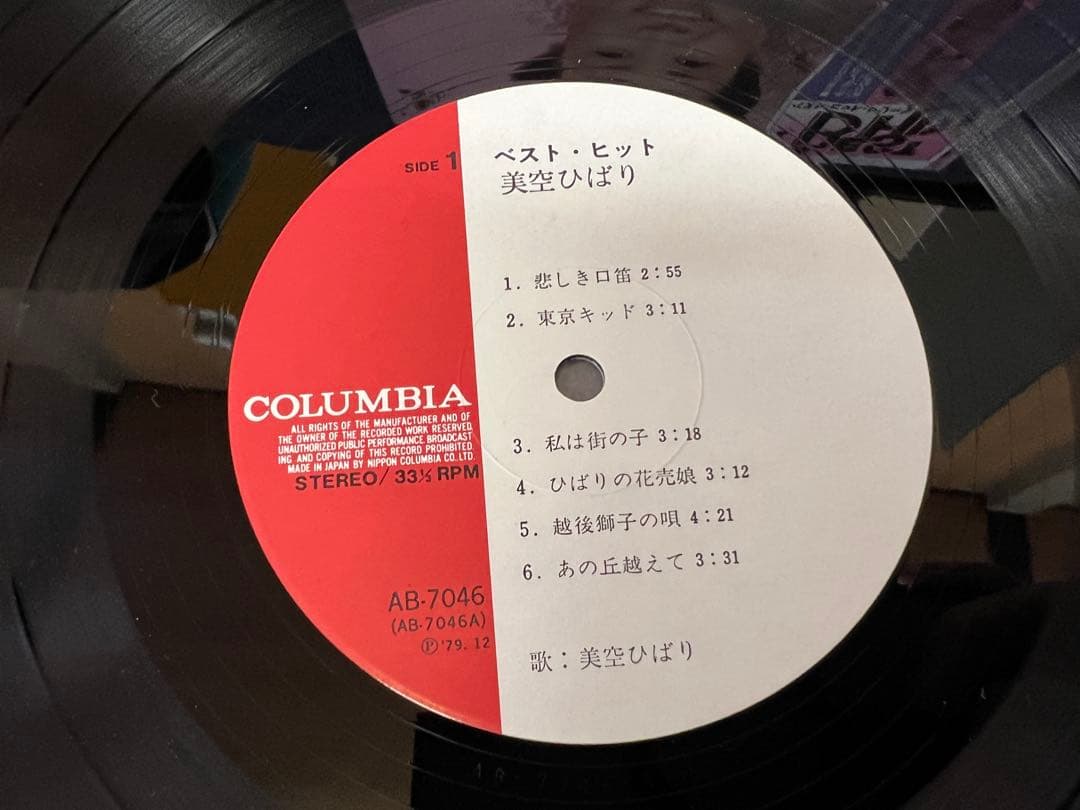 SIDE 1
ベスト・ヒット
美空ひばり
1. 悲しき口笛 2:55
2. 東京キッド 3:11
3. 私は街の子 3:18
4. ひばりの花売娘 3:12
5. 越後獅子の唄 4:21
6. あの丘越えて 3:31
歌：美空ひばり
COLUMBIA
ALL RIGHTS OF THE MANUFACTURER AND OF
THE OWNER OF THE RECORDED WORK RESERVED
UNAUTHORIZED PUBLIC PERFORMANCE BROADCAST
ING AND COPYING OF THIS RECORD PROHIBITED.
MADE IN JAPAN BY NIPPON COLUMBIA CO., LTD.
STEREO/33⅓ RPM
AB-7046
(AB-7046A)
Ⓟ'79.12